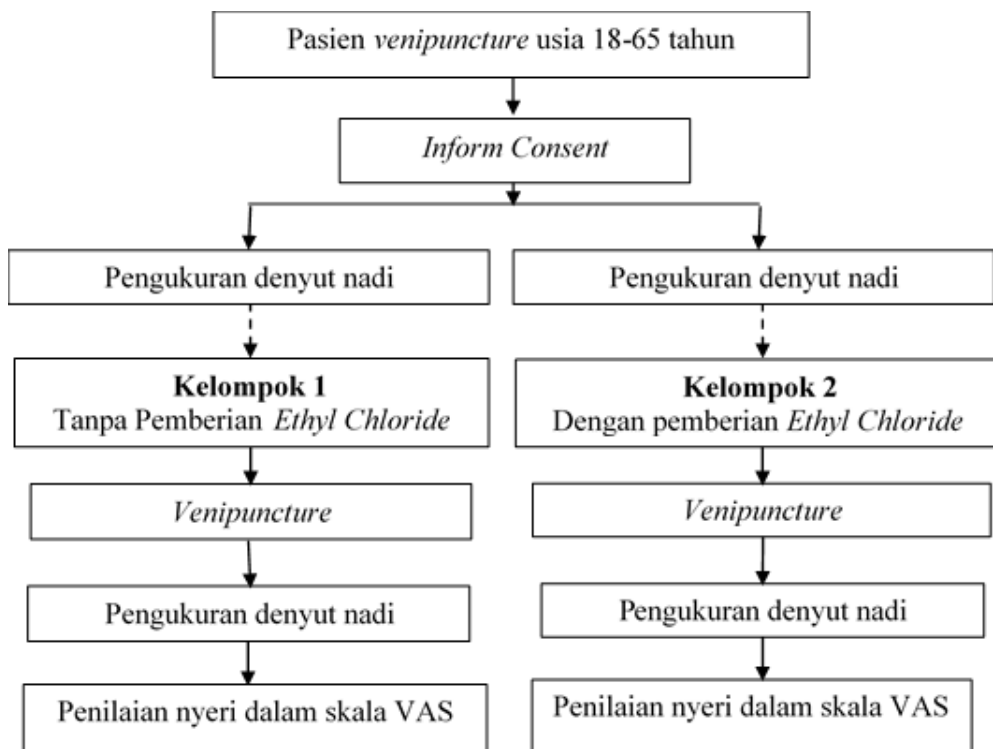 Pasien venipuncture usia 18-65 tahun
Inform Consent
Pengukuran denyut nadi
Pengukuran denyut nadi
Kelompok 1
Tanpa Pemberian Ethyl Chloride
Kelompok 2
Dengan pemberian Ethyl Chloride
Venipuncture
Venipuncture
Pengukuran denyut nadi
Pengukuran denyut nadi
Penilaian nyeri dalam skala VAS
Penilaian nyeri dalam skala VAS